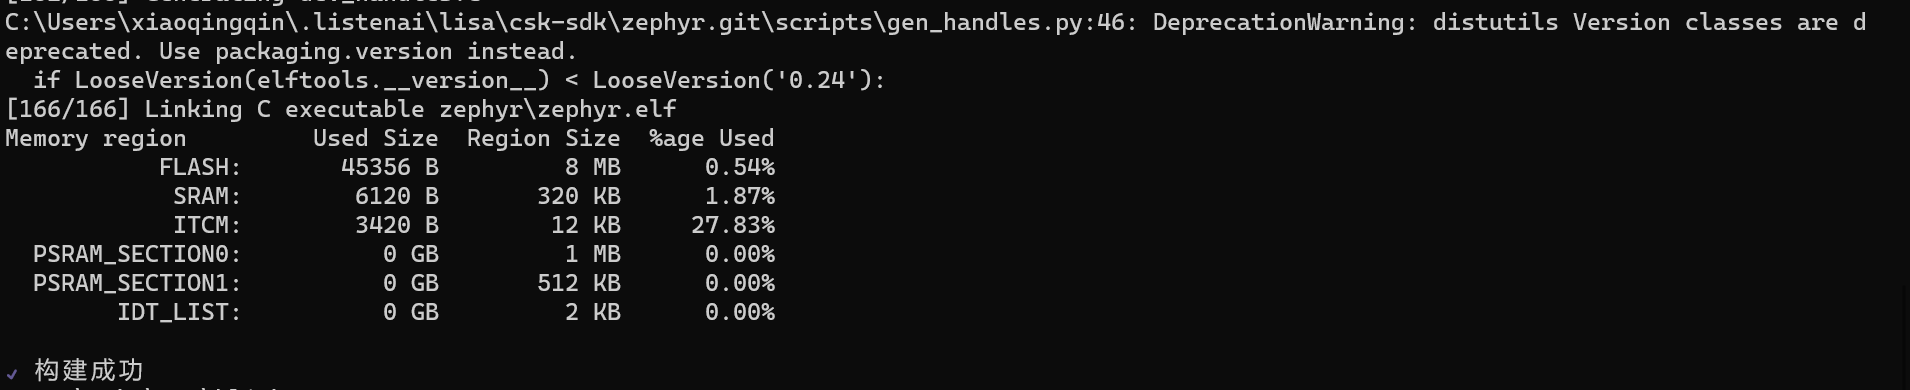 C:\Users\xiaoqingqin\.listenai\lisa\csk-sdk\zephyr.git\scripts\gen_handles.py:46: DeprecationWarning: distutils Version classes are d
eprecated. Use packaging.version instead.
  if LooseVersion(elftools.__version__) < LooseVersion('0.24'):
[166/166] Linking C executable zephyr\zephyr.elf
Memory region         Used Size  Region Size  %age Used
           FLASH:       45356 B         8 MB      0.54%
            SRAM:        6120 B       320 KB      1.87%
            ITCM:        3420 B        12 KB     27.83%
  PSRAM_SECTION0:          0 GB         1 MB      0.00%
  PSRAM_SECTION1:          0 GB       512 KB      0.00%
        IDT_LIST:          0 GB         2 KB      0.00%
✓ 构建成功